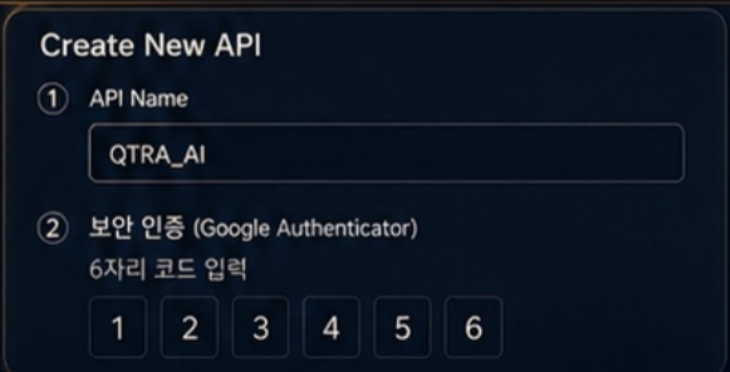 Create New API
1 API Name
QTRA_AI
2 보안 인증 (Google Authenticator)
6자리 코드 입력
1 2 3 4 5 6